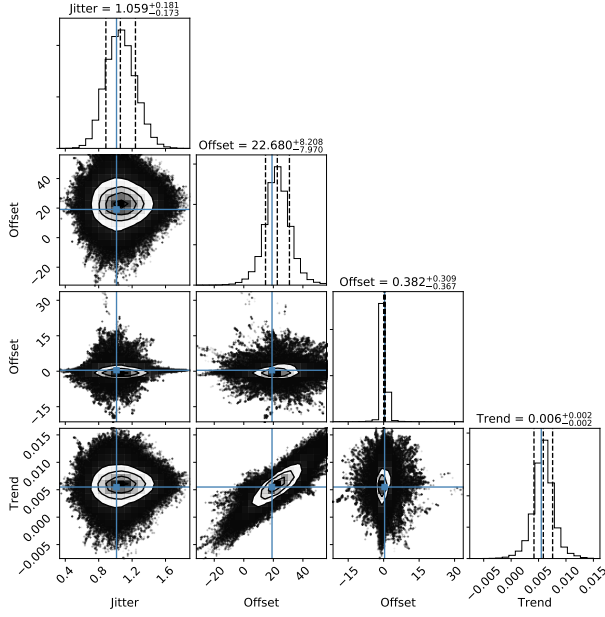 Jitter = 1.059+0.181−0.173
Offset = 22.680+8.208−7.970
Offset
40
20
0
−20
Offset = 0.382+0.309−0.367
Offset
30
15
0
−15
Trend = 0.006+0.002−0.002
Trend
0.015
0.010
0.005
0.000
−0.005
0.4 0.8 1.2 1.6
Jitter
−20 0 20 40
Offset
−15 0 15 30
Offset
−0.005 0.000 0.005 0.010 0.015
Trend